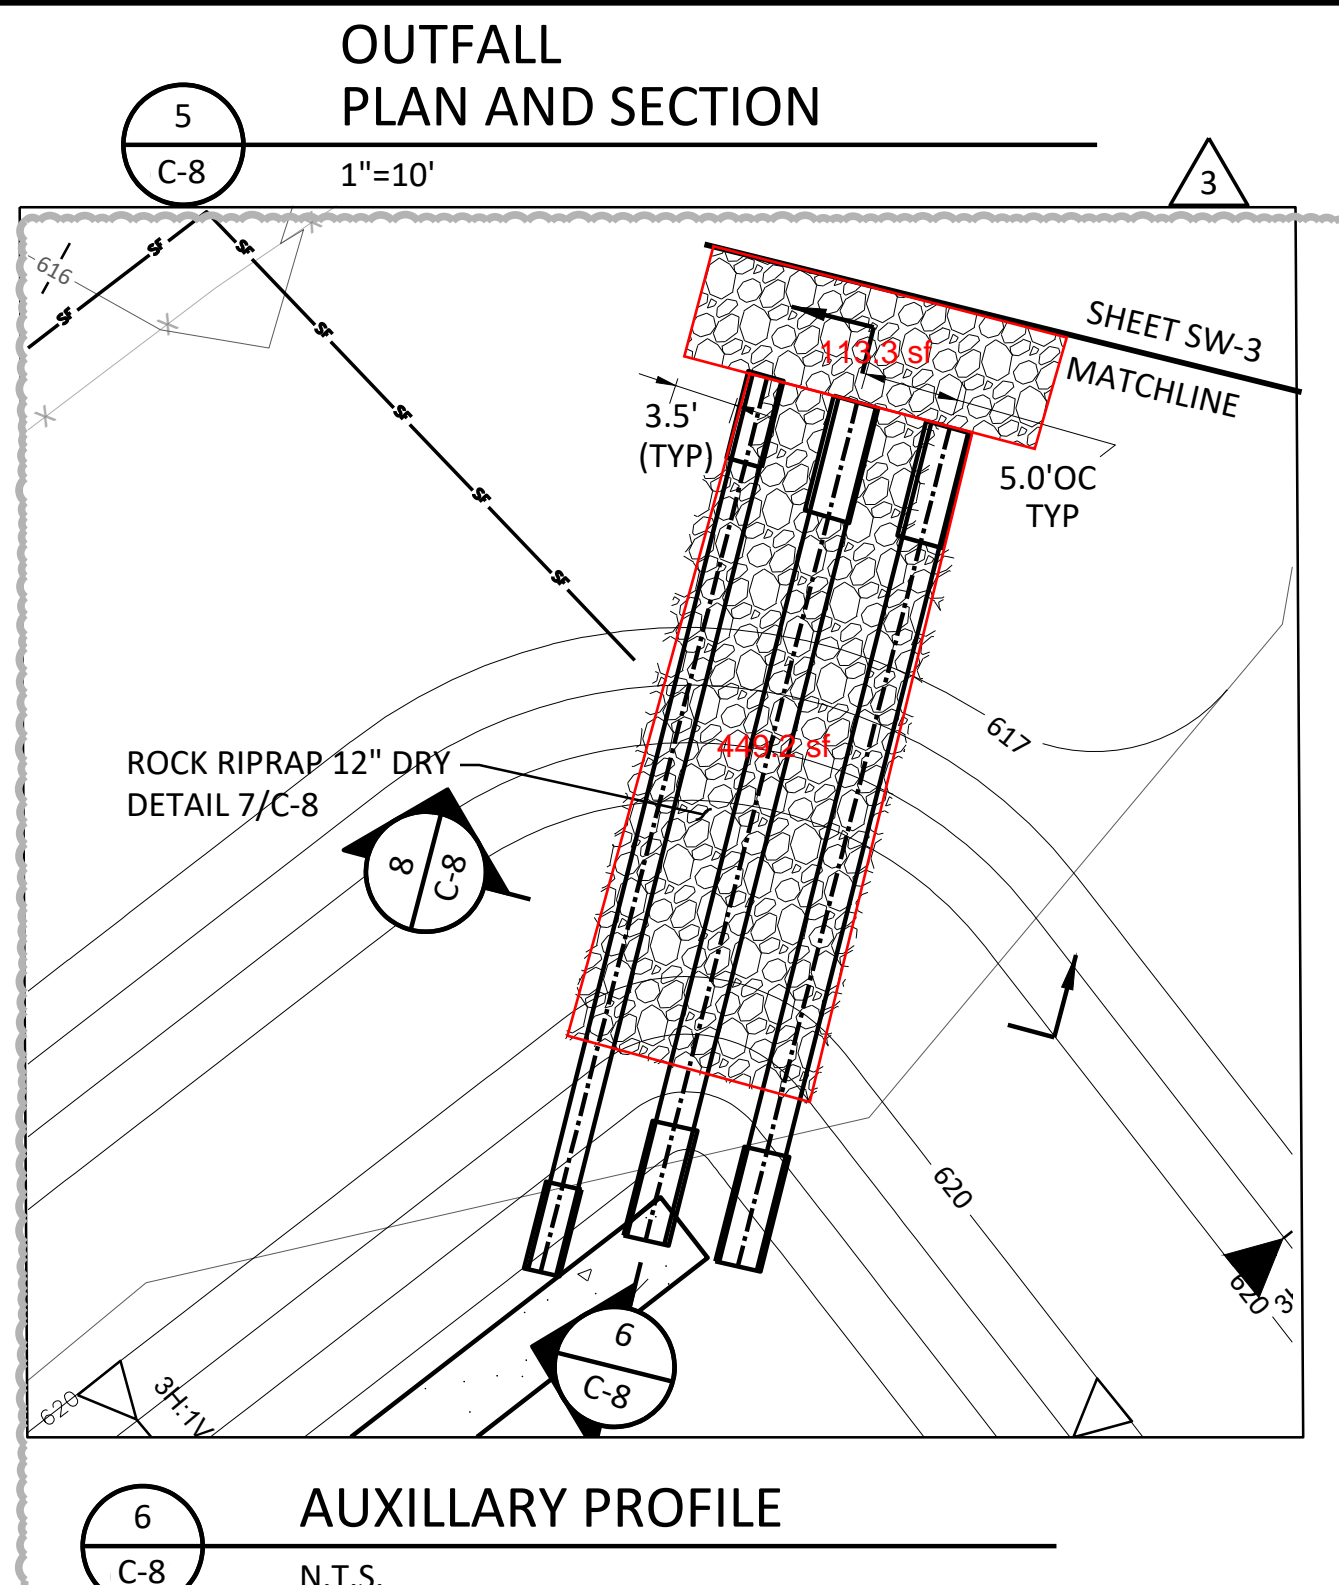 OUTFALL
PLAN AND SECTION
5
C-8
1"=10'
3
SF
SF
SF
SF
SF
SF
SF
616
SHEET SW-3
MATCHLINE
113.3 sf
3.5'
(TYP)
5.0'OC
TYP
617
449.2 sf
ROCK RIPRAP 12" DRY
DETAIL 7/C-8
8
C-8
620
620
3H:1V
620
6
C-8
6
C-8
AUXILLARY PROFILE
N.T.S.